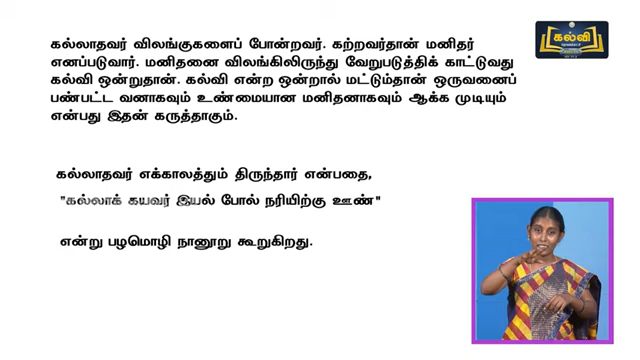 கல்வி
கல்லாதவர் விலங்குகளைப் போன்றவர். கற்றவர்தான் மனிதர்
எனப்படுவார். மனிதனை விலங்கிலிருந்து வேறுபடுத்திக் காட்டுவது
கல்வி ஒன்றுதான். கல்வி என்ற ஒன்றால் மட்டும்தான் ஒருவனைப்
பண்பட்ட வனாகவும் உண்மையான மனிதனாகவும் ஆக்க முடியும்
என்பது இதன் கருத்தாகும்.
கல்லாதவர் எக்காலத்தும் திருந்தார் என்பதை,
"கல்லாக் கயவர் இயல் போல் நரியிற்கு ஊண்"
என்று பழமொழி நானூறு கூறுகிறது.